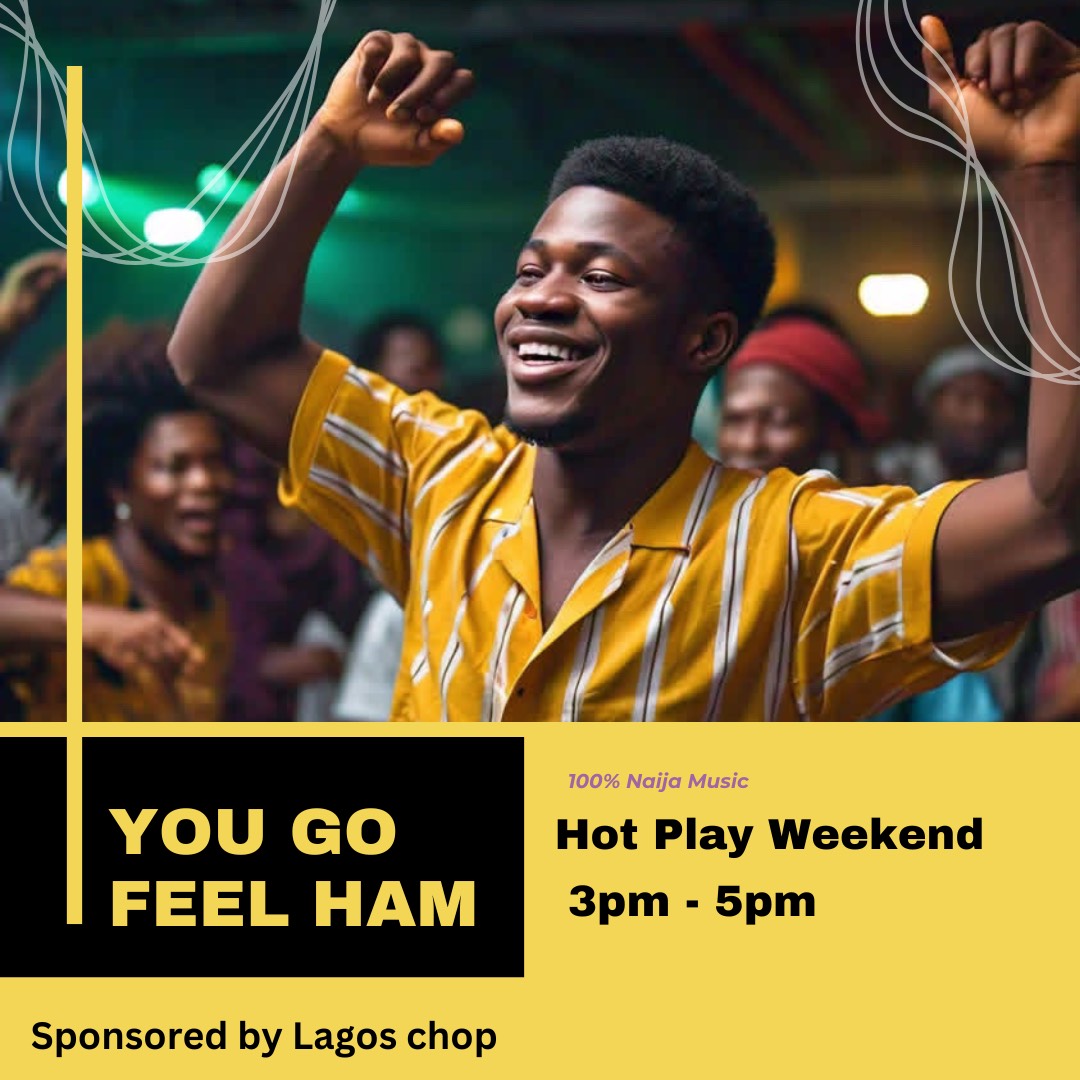 YOU GO
FEEL HAM
100% Naija Music
Hot Play Weekend
3pm - 5pm
Sponsored by Lagos chop